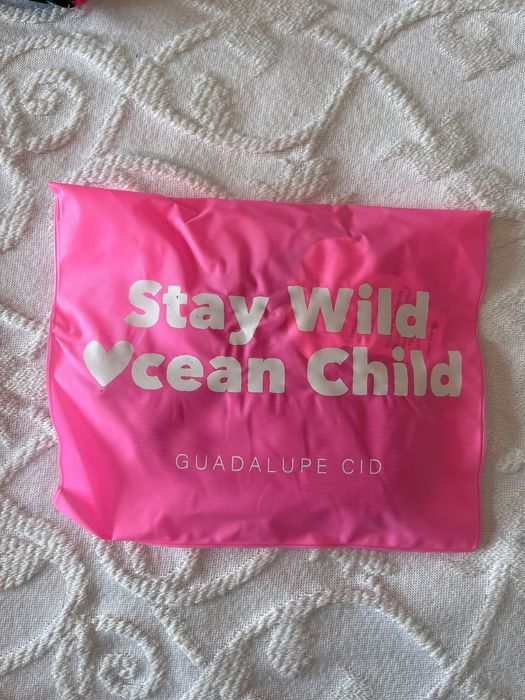 Stay Wild
♥cean Child
GUADALUPE CID